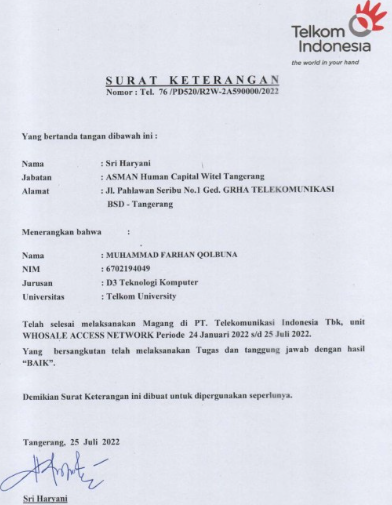 Telkom
Indonesia
the world in your hand
SURAT KETERANGAN
Nomor : Tel. 76 /PD520/R2W-2A590000/2022
Yang bertanda tangan dibawah ini :
Nama : Sri Haryani
Jabatan : ASMAN Human Capital Witel Tangerang
Alamat : Jl. Pahlawan Seribu No.1 Ged. GRHA TELEKOMUNIKASI
BSD - Tangerang
Menerangkan bahwa :
Nama : MUHAMMAD FARHAN QOLBUNA
NIM : 6702194049
Jurusan : D3 Teknologi Komputer
Universitas : Telkom University
Telah selesai melaksanakan Magang di PT. Telekomunikasi Indonesia Tbk, unit
WHOSALE ACCESS NETWORK Periode 24 Januari 2022 s/d 25 Juli 2022.
Yang bersangkutan telah melaksanakan Tugas dan tanggung jawab dengan hasil
“BAIK”.
Demikian Surat Keterangan ini dibuat untuk dipergunakan seperlunya.
Tangerang, 25 Juli 2022
Sri Haryani